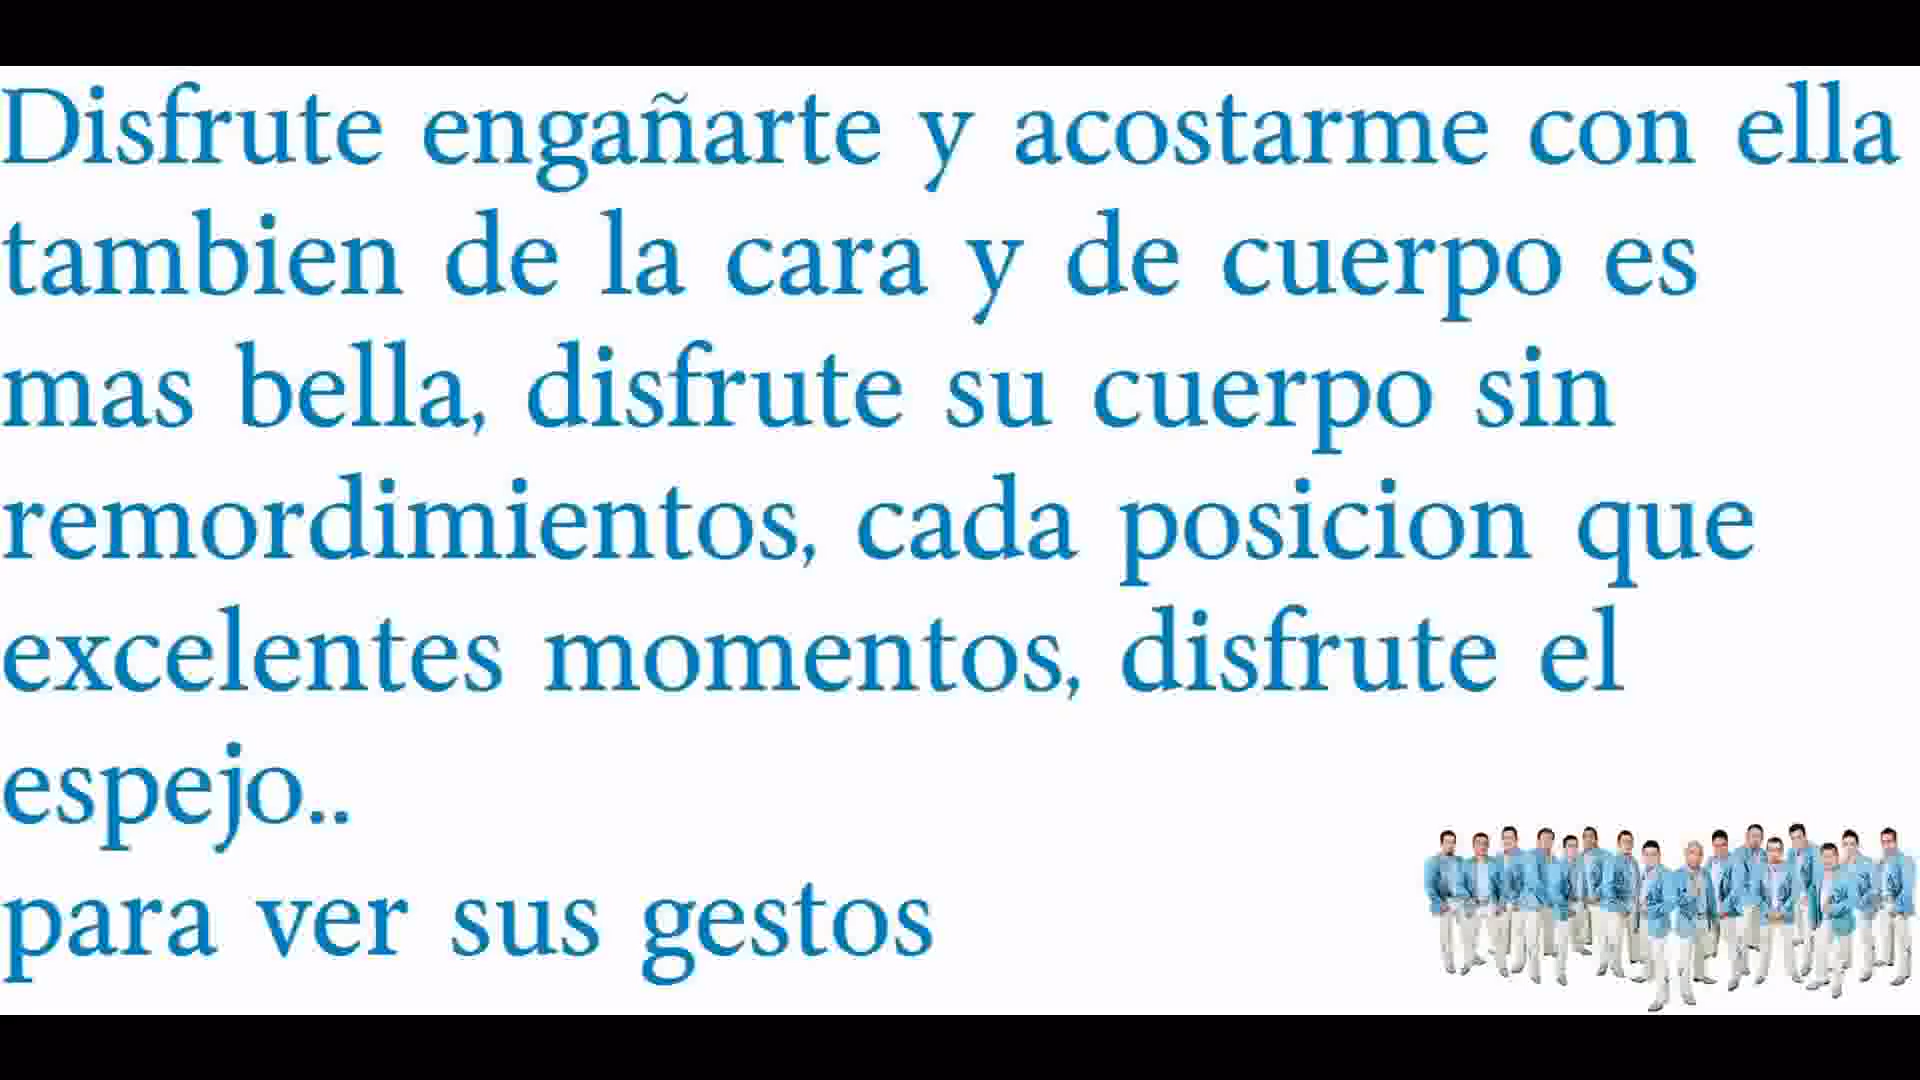 Disfrute engañarte y acostarme con ella
tambien de la cara y de cuerpo es
mas bella, disfrute su cuerpo sin
remordimientos, cada posicion que
excelentes momentos, disfrute el
espejo..
para ver sus gestos